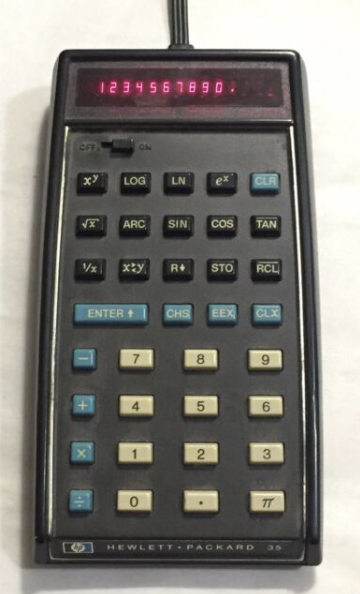 1234567890.
OFF ON
xʸ LOG LN eˣ CLR
√x ARC SIN COS TAN
1/x x⇄y R↓ STO RCL
ENTER↑ CHS EEX CLX
− 7 8 9
+ 4 5 6
× 1 2 3
÷ 0 . π
hp HEWLETT·PACKARD 35